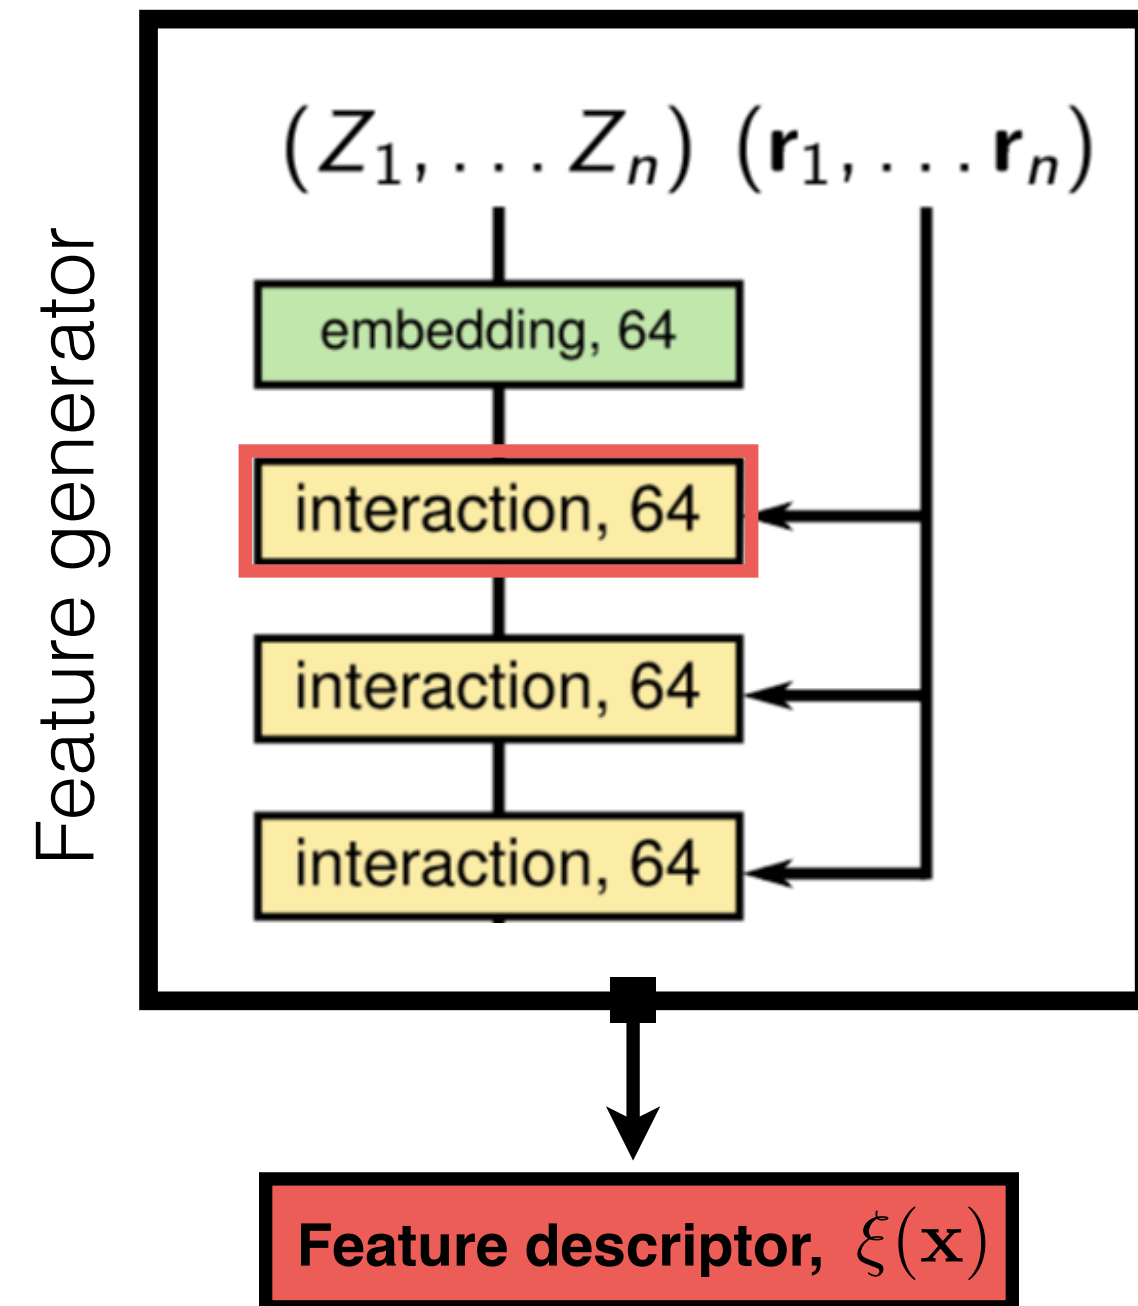 Feature generator
(Z₁, . . . Zₙ) (𝐫₁, . . . 𝐫ₙ)
embedding, 64
interaction, 64
interaction, 64
interaction, 64
Feature descriptor, ξ(𝐱)